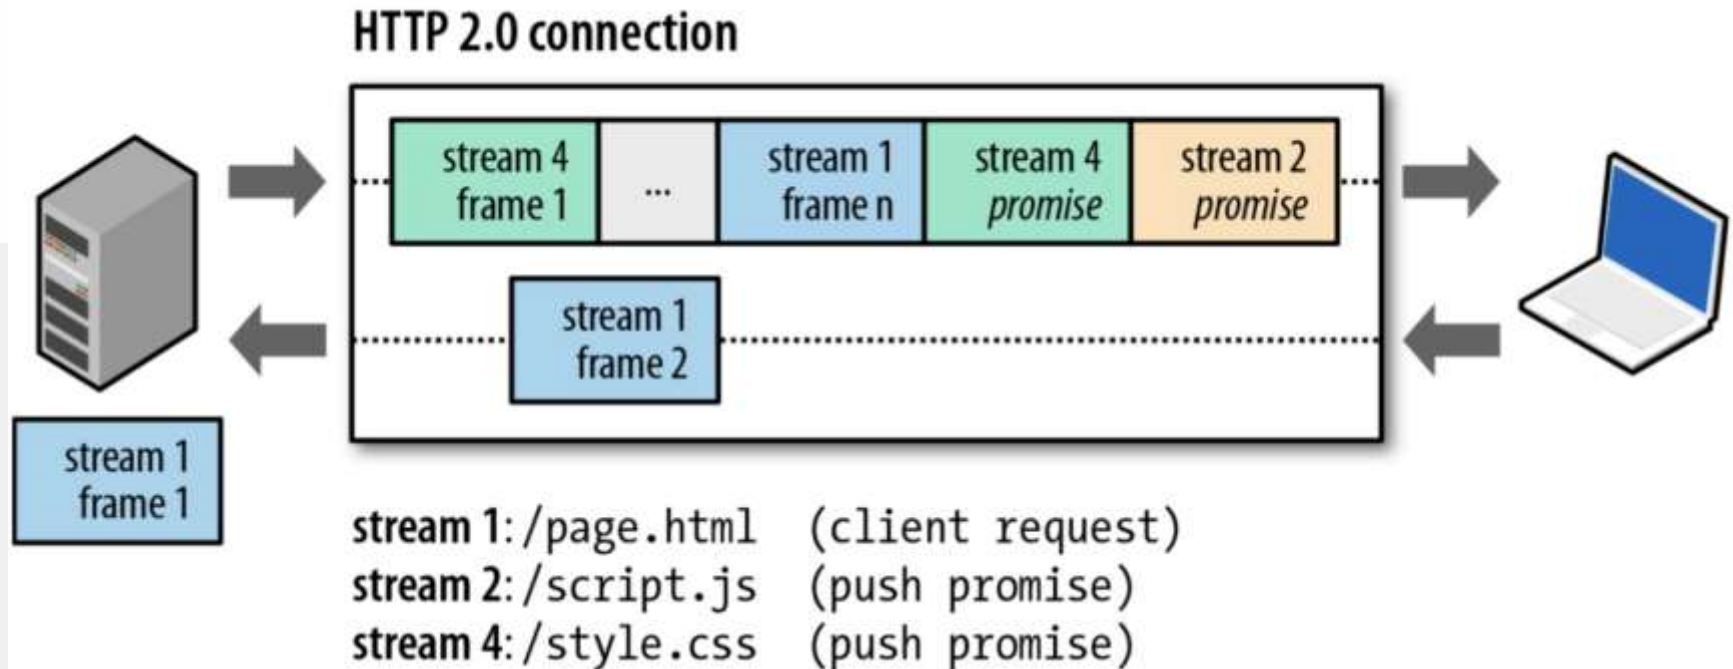 HTTP 2.0 connection
stream 4
frame 1
...
stream 1
frame n
stream 4
promise
stream 2
promise
stream 1
frame 2
stream 1
frame 1
stream 1: /page.html (client request)
stream 2: /script.js (push promise)
stream 4: /style.css (push promise)